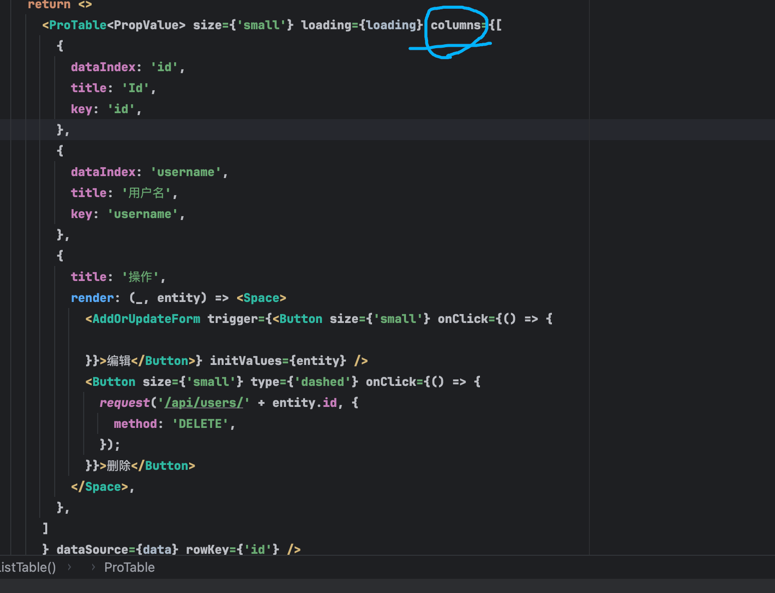 return <>
<ProTable<PropValue> size={'small'} loading={loading} columns={[
{
dataIndex: 'id',
title: 'Id',
key: 'id',
},
{
dataIndex: 'username',
title: '用户名',
key: 'username',
},
{
title: '操作',
render: (_, entity) => <Space>
<AddOrUpdateForm trigger={<Button size={'small'} onClick={() => {
}}>编辑</Button>} initValues={entity} />
<Button size={'small'} type={'dashed'} onClick={() => {
request('/api/users/' + entity.id, {
method: 'DELETE',
});
}}>删除</Button>
</Space>,
},
]
} dataSource={data} rowKey={'id'} />
istTable() › › ProTable